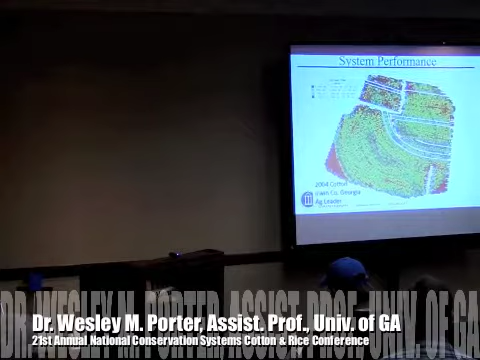 System Performance
2004 Cotton
Ag Leader
DR. WESLEY M. PORTER, ASSIST. PROF., UNIV. OF GA
Dr. Wesley M. Porter, Assist. Prof., Univ. of GA
21st Annual National Conservation Systems Cotton & Rice Conference